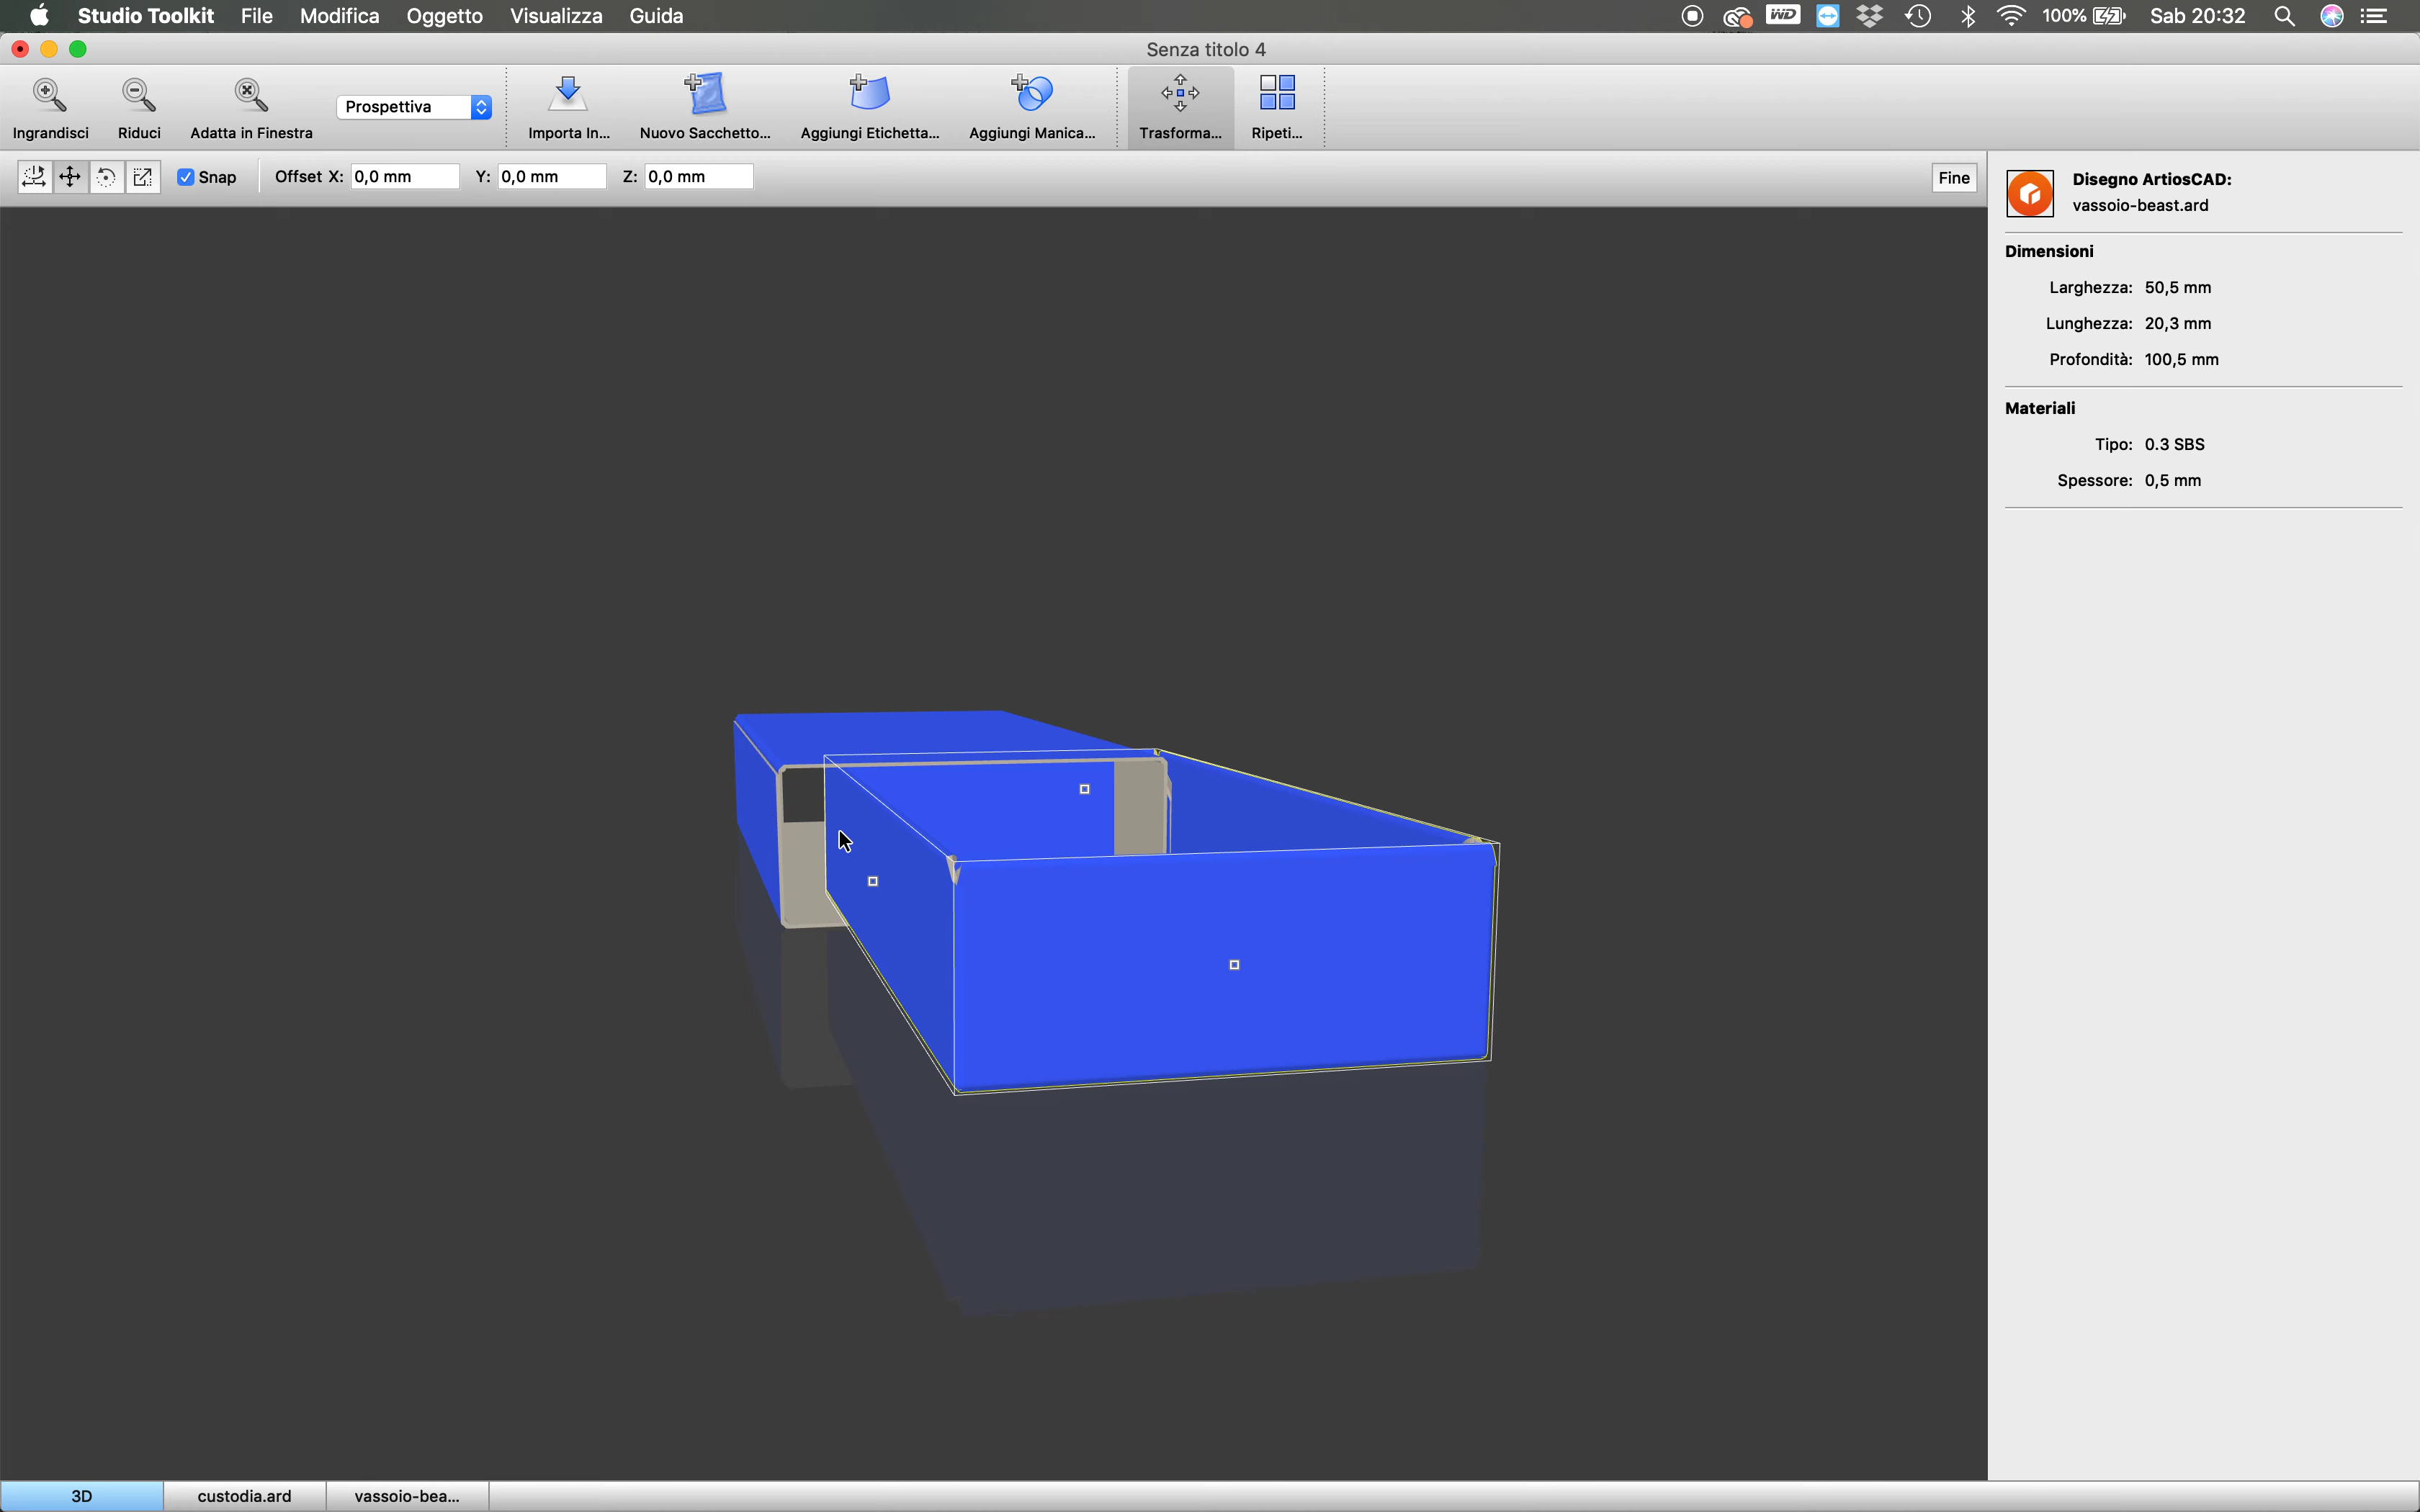 Studio Toolkit File Modifica Oggetto Visualizza Guida WD 100% Sab 20:32
Senza titolo 4
Ingrandisci Riduci Adatta in Finestra Prospettiva Importa In... Nuovo Sacchetto... Aggiungi Etichetta... Aggiungi Manica... Trasforma... Ripeti...
Snap Offset X: 0,0 mm Y: 0,0 mm Z: 0,0 mm Fine
Disegno ArtiosCAD:
vassoio-beast.ard
Dimensioni
Larghezza: 50,5 mm
Lunghezza: 20,3 mm
Profondità: 100,5 mm
Materiali
Tipo: 0.3 SBS
Spessore: 0,5 mm
3D custodia.ard vassoio-bea...